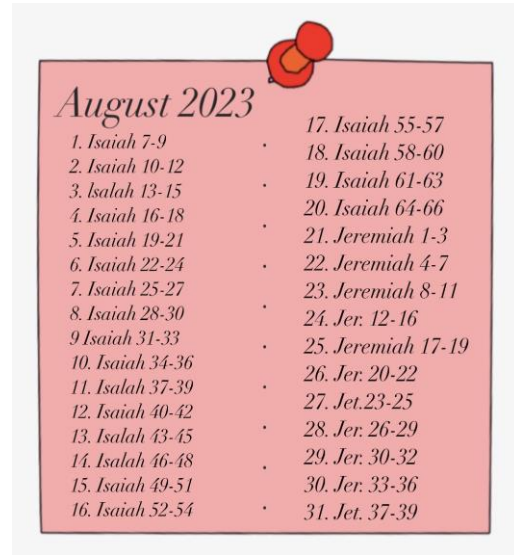 August 2023
1. Isaiah 7-9
2. Isaiah 10-12
3. lsalah 13-15
4. Isaiah 16-18
5. Isaiah 19-21
6. Isaiah 22-24
7. Isaiah 25-27
8. Isaiah 28-30
9 Isaiah 31-33
10. Isaiah 34-36
11. Isalah 37-39
12. Isaiah 40-42
13. Isalah 43-45
14. Isalah 46-48
15. Isaiah 49-51
16. Isaiah 52-54
17. Isaiah 55-57
18. Isaiah 58-60
19. Isaiah 61-63
20. Isaiah 64-66
21. Jeremiah 1-3
22. Jeremiah 4-7
23. Jeremiah 8-11
24. Jer. 12-16
25. Jeremiah 17-19
26. Jer. 20-22
27. Jet.23-25
28. Jer. 26-29
29. Jer. 30-32
30. Jer. 33-36
31. Jet. 37-39